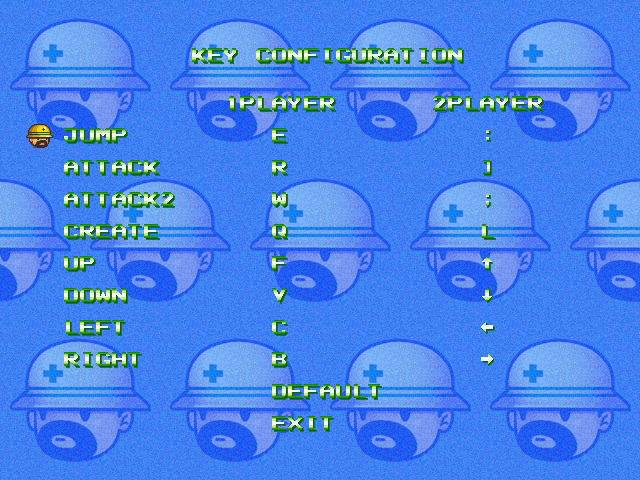 KEY CONFIGURATION
1PLAYER 2PLAYER
JUMP E :
ATTACK R ]
ATTACK2 W ;
CREATE Q L
UP F ↑
DOWN V ↓
LEFT C ←
RIGHT B →
DEFAULT
EXIT